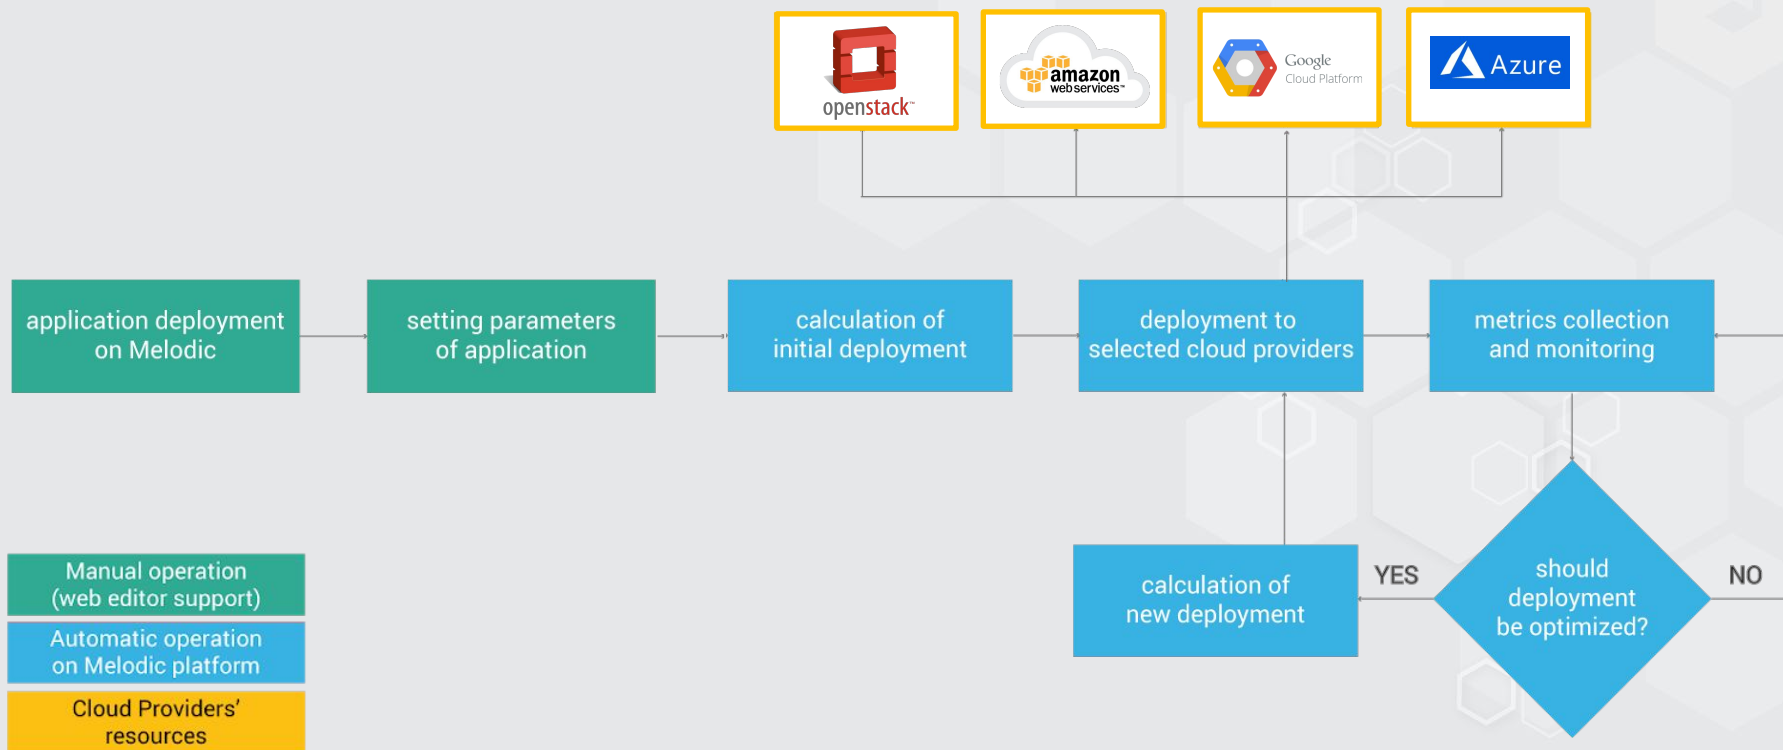 openstack™
amazon
web services™
Google
Cloud Platform
Azure
application deployment
on Melodic
setting parameters
of application
calculation of
initial deployment
deployment to
selected cloud providers
metrics collection
and monitoring
calculation of
new deployment
YES
should
deployment
be optimized?
NO
Manual operation
(web editor support)
Automatic operation
on Melodic platform
Cloud Providers'
resources